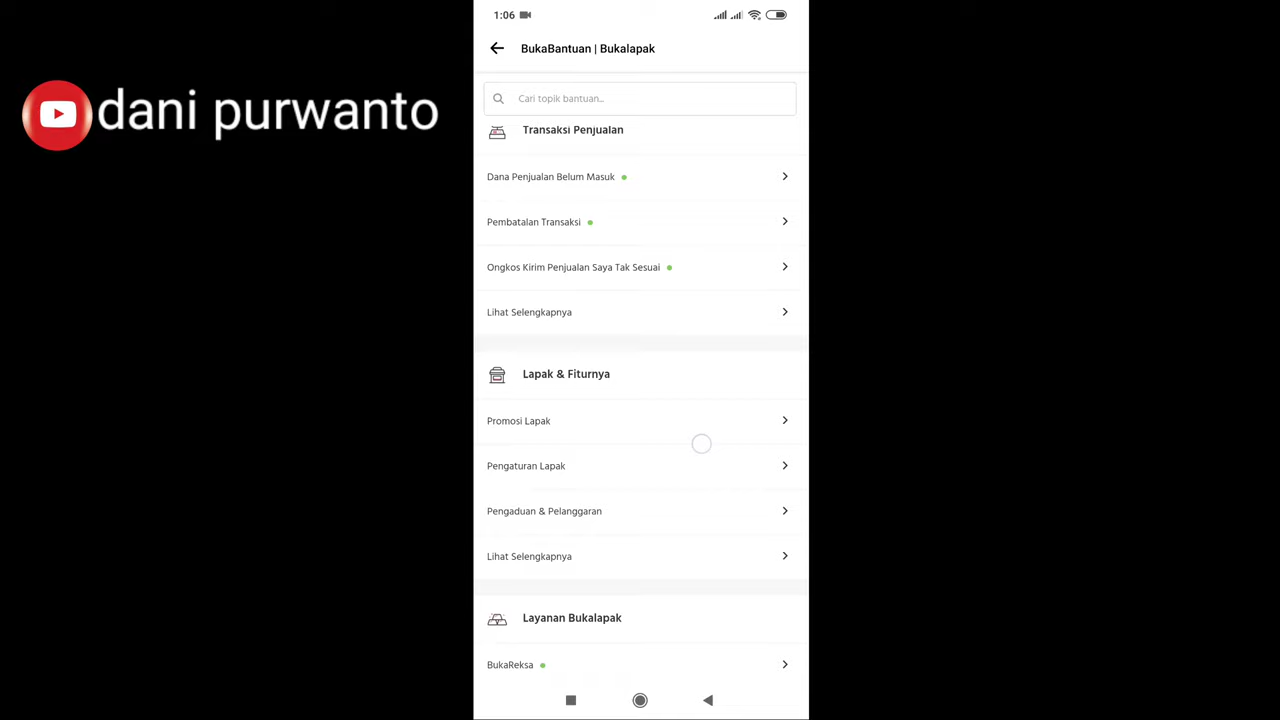 dani purwanto
1:06
BukaBantuan | Bukalapak
Cari topik bantuan...
Transaksi Penjualan
Dana Penjualan Belum Masuk
Pembatalan Transaksi
Ongkos Kirim Penjualan Saya Tak Sesuai
Lihat Selengkapnya
Lapak & Fiturnya
Promosi Lapak
Pengaturan Lapak
Pengaduan & Pelanggaran
Lihat Selengkapnya
Layanan Bukalapak
BukaReksa